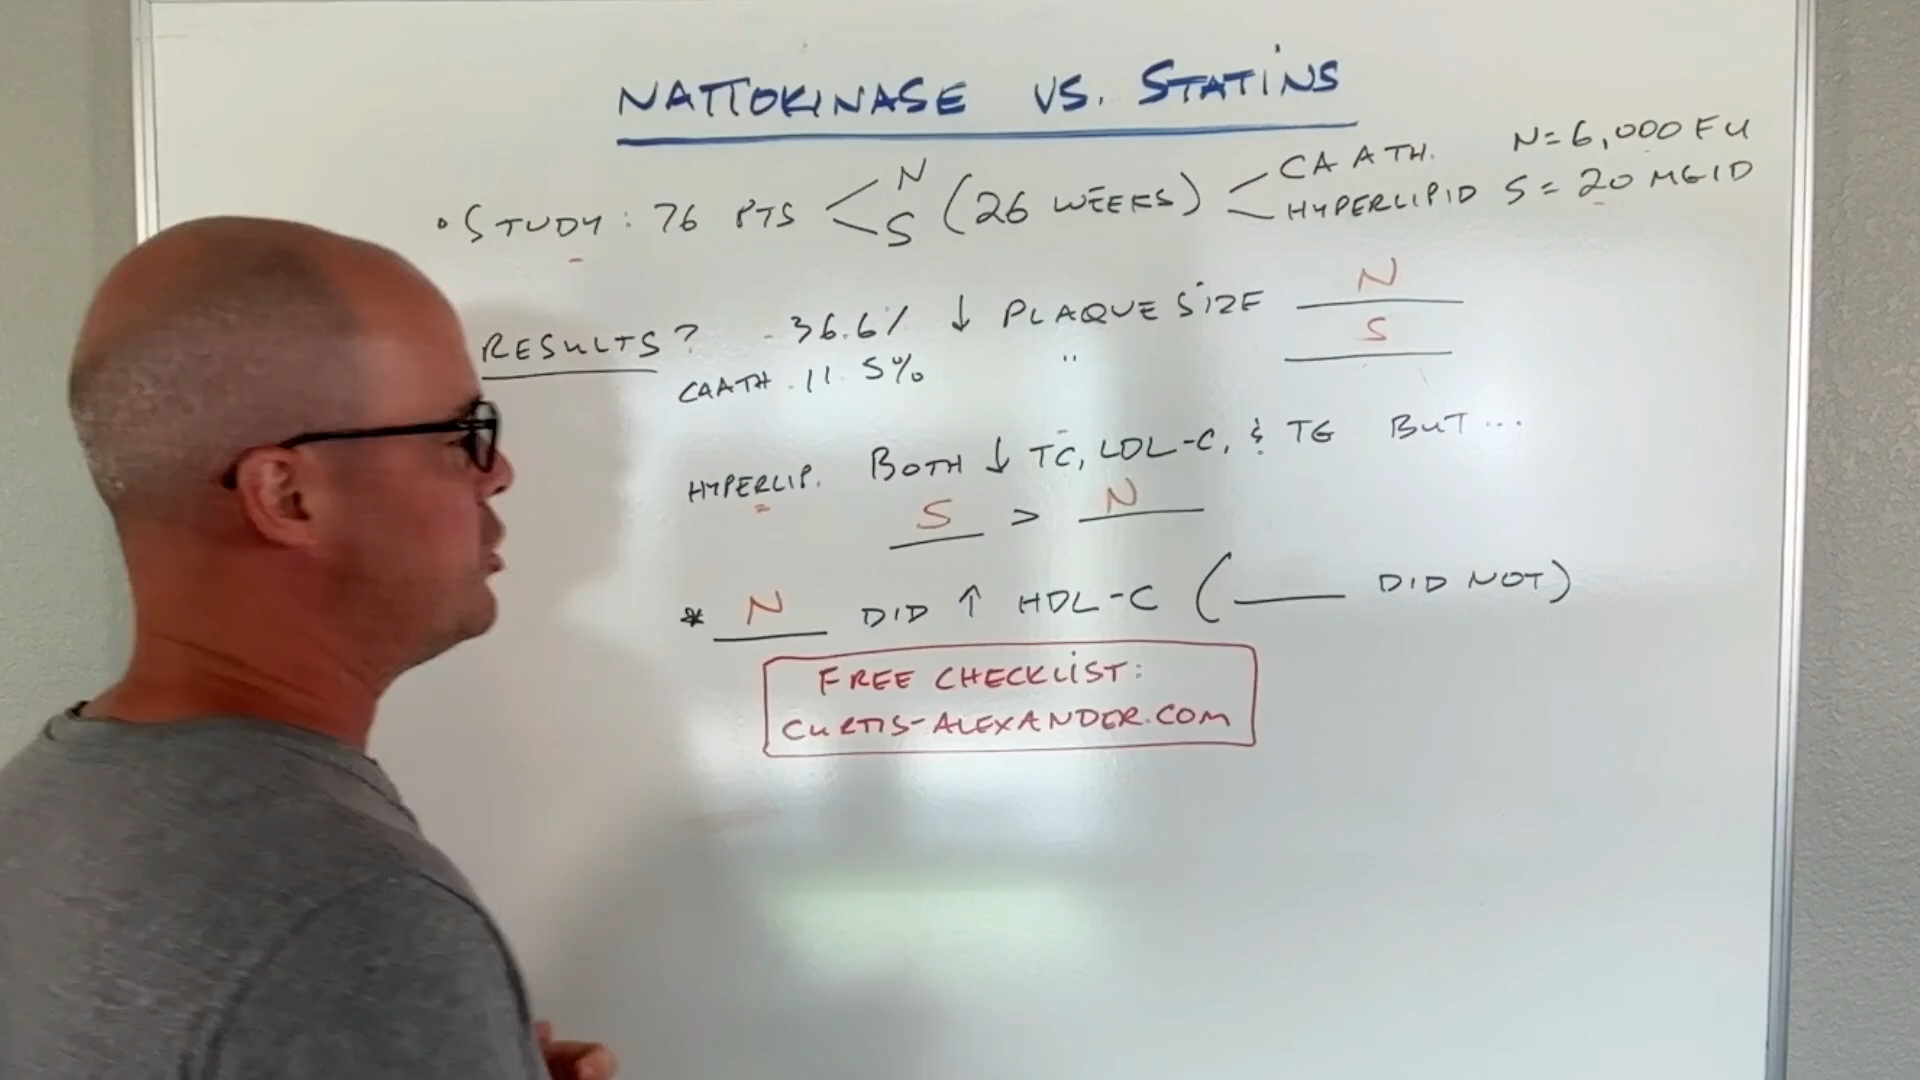 NATTOKINASE VS. STATINS
• STUDY: 76 PTS < N S (26 WEEKS) < CA ATH. HYPERLIPID N=6,000 FU S=20 MG/D
RESULTS? 36.6% ↓ PLAQUE SIZE N
CAATH. 11.5% " S
HYPERLIP. BOTH ↓ TC, LDL-C, & TG BUT...
S > N
* N DID ↑ HDL-C (____ DID NOT)
FREE CHECKLIST:
CURTIS-ALEXANDER.COM